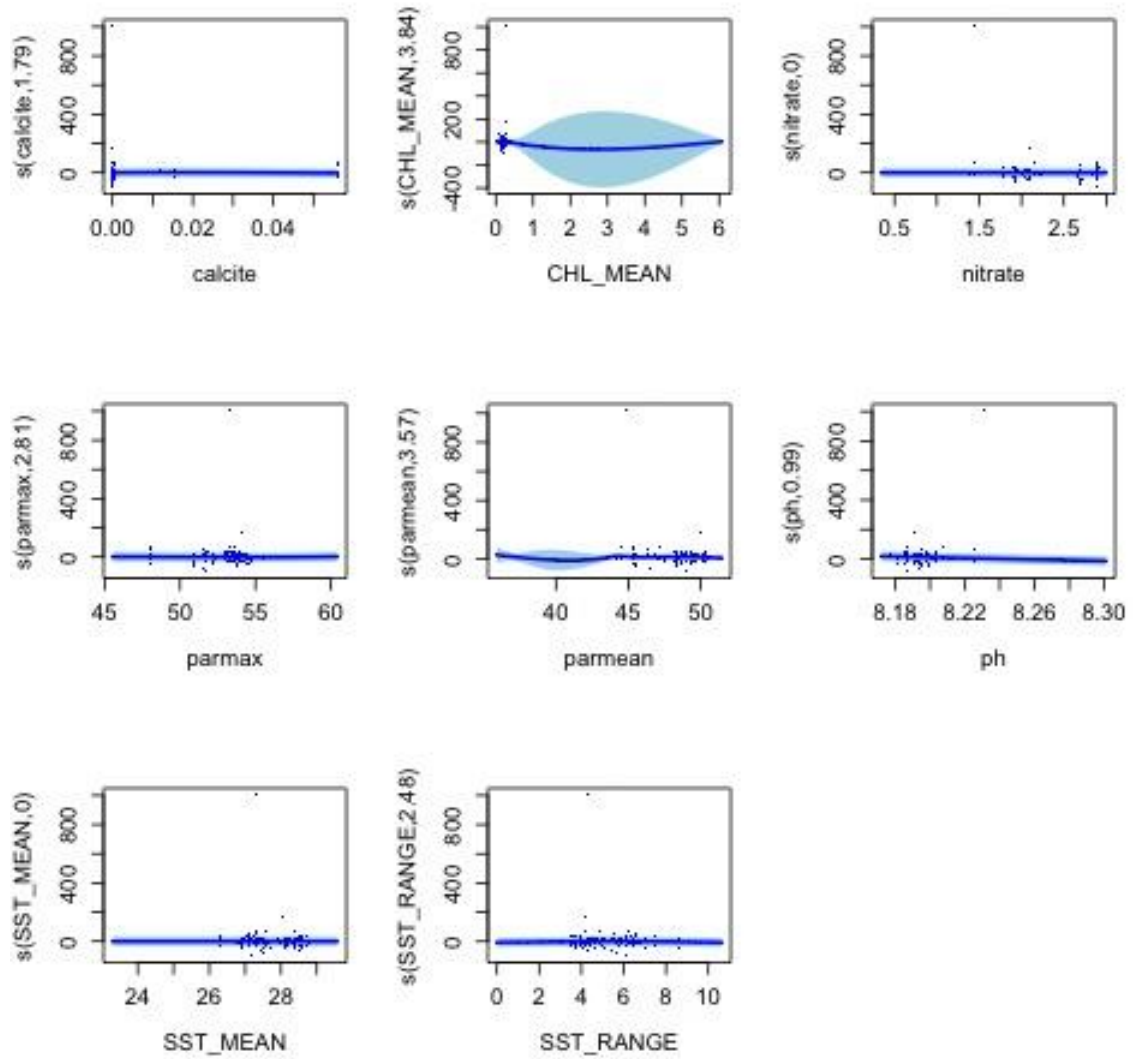 s(calcite,1.79)
800
400
0
0.00 0.02 0.04
calcite
s(CHL_MEAN,3.84)
800
200
-400
0 1 2 3 4 5 6
CHL_MEAN
s(nitrate,0)
800
400
0
0.5 1.5 2.5
nitrate
s(parmax,2.81)
800
400
0
45 50 55 60
parmax
s(parmean,3.57)
800
400
0
40 45 50
parmean
s(ph,0.99)
800
400
0
8.18 8.22 8.26 8.30
ph
s(SST_MEAN,0)
800
400
0
24 26 28
SST_MEAN
s(SST_RANGE,2.48)
800
400
0
0 2 4 6 8 10
SST_RANGE